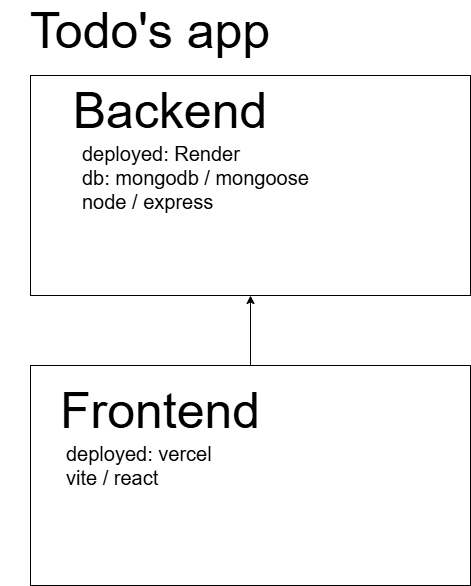 Todo's app
Backend
deployed: Render
db: mongodb / mongoose
node / express
Frontend
deployed: vercel
vite / react